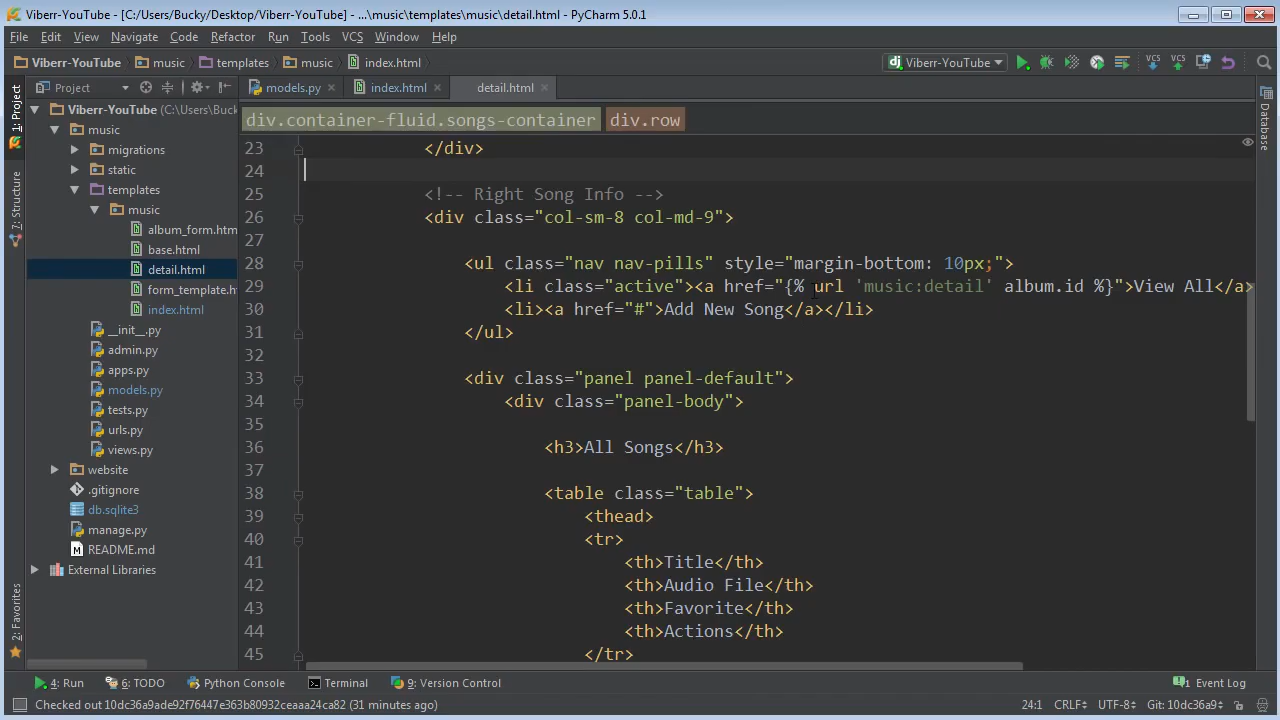 Viberr-YouTube - [C:/Users/Bucky/Desktop/Viberr-YouTube] - ...\music\templates\music\detail.html - PyCharm 5.0.1
File Edit View Navigate Code Refactor Run Tools VCS Window Help
Viberr-YouTube music templates music index.html dj Viberr-YouTube VCS VCS
1: Project
7: Structure
2: Favorites
Project
Viberr-YouTube (C:\Users\Buck
music
migrations
static
templates
music
album_form.htm
base.html
detail.html
form_template.h
index.html
__init__.py
admin.py
apps.py
models.py
tests.py
urls.py
views.py
website
.gitignore
db.sqlite3
manage.py
README.md
External Libraries
models.py index.html detail.html
div.container-fluid.songs-container div.row
23 </div>
24
25 <!-- Right Song Info -->
26 <div class="col-sm-8 col-md-9">
27
28 <ul class="nav nav-pills" style="margin-bottom: 10px;">
29 <li class="active"><a href="{% url 'music:detail' album.id %}">View All</a>
30 <li><a href="#">Add New Song</a></li>
31 </ul>
32
33 <div class="panel panel-default">
34 <div class="panel-body">
35
36 <h3>All Songs</h3>
37
38 <table class="table">
39 <thead>
40 <tr>
41 <th>Title</th>
42 <th>Audio File</th>
43 <th>Favorite</th>
44 <th>Actions</th>
45 </tr>
Database
4: Run 6: TODO Python Console Terminal 9: Version Control 1 Event Log
Checked out 10dc36a9ade92f76447e363b80932ceaaa24ca82 (31 minutes ago) 24:1 CRLF UTF-8 Git: 10dc36a9